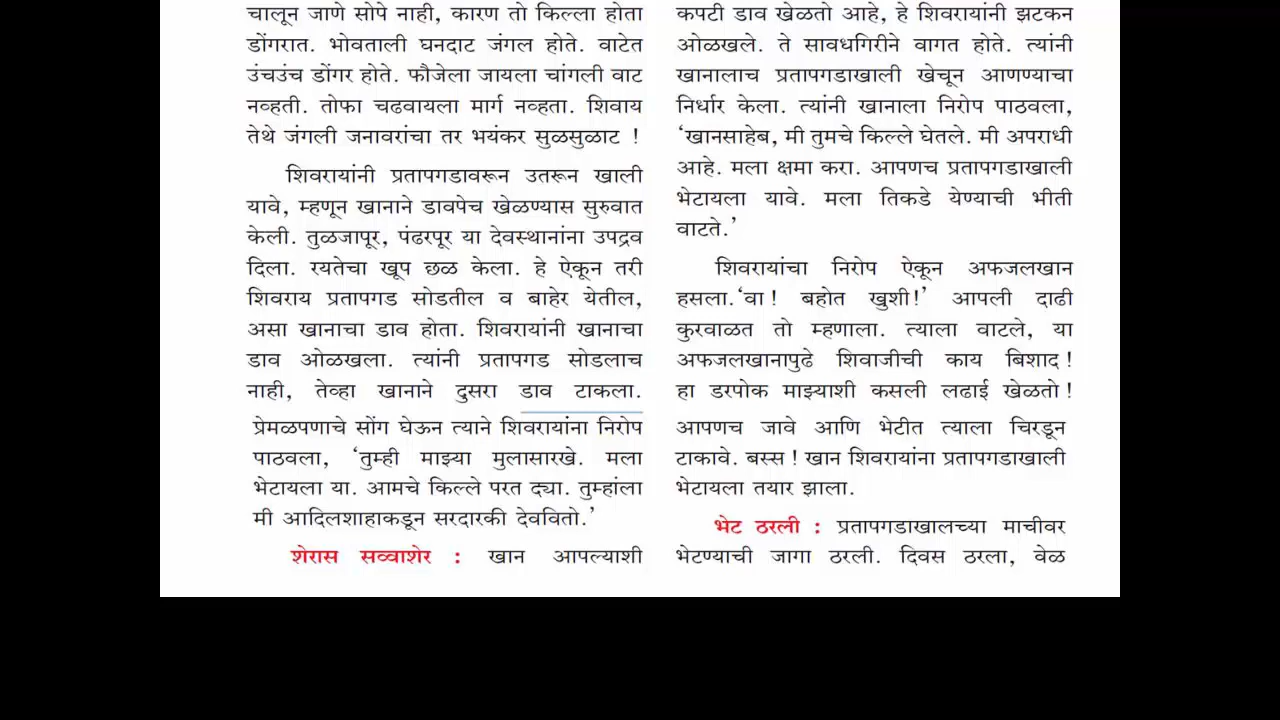 चालून जाणे सोपे नाही, कारण तो किल्ला होता
डोंगरात. भोवताली घनदाट जंगल होते. वाटेत
उंचउंच डोंगर होते. फौजेला जायला चांगली वाट
नव्हती. तोफा चढवायला मार्ग नव्हता. शिवाय
तेथे जंगली जनावरांचा तर भयंकर सुळसुळाट !
शिवरायांनी प्रतापगडावरून उतरून खाली
यावे, म्हणून खानाने डावपेच खेळण्यास सुरुवात
केली. तुळजापूर, पंढरपूर या देवस्थानांना उपद्रव
दिला. रयतेचा खूप छळ केला. हे ऐकून तरी
शिवराय प्रतापगड सोडतील व बाहेर येतील,
असा खानाचा डाव होता. शिवरायांनी खानाचा
डाव ओळखला. त्यांनी प्रतापगड सोडलाच
नाही, तेव्हा खानाने दुसरा डाव टाकला.
प्रेमळपणाचे सोंग घेऊन त्याने शिवरायांना निरोप
पाठवला, ‘तुम्ही माझ्या मुलासारखे. मला
भेटायला या. आमचे किल्ले परत द्या. तुम्हांला
मी आदिलशाहाकडून सरदारकी देववितो.’
शेरास सव्वाशेर : खान आपल्याशी
कपटी डाव खेळतो आहे, हे शिवरायांनी झटकन
ओळखले. ते सावधगिरीने वागत होते. त्यांनी
खानालाच प्रतापगडाखाली खेचून आणण्याचा
निर्धार केला. त्यांनी खानाला निरोप पाठवला,
‘खानसाहेब, मी तुमचे किल्ले घेतले. मी अपराधी
आहे. मला क्षमा करा. आपणच प्रतापगडाखाली
भेटायला यावे. मला तिकडे येण्याची भीती
वाटते.’
शिवरायांचा निरोप ऐकून अफजलखान
हसला.‘वा ! बहोत खुशी !’ आपली दाढी
कुरवाळत तो म्हणाला. त्याला वाटले, या
अफजलखानापुढे शिवाजीची काय बिशाद !
हा डरपोक माझ्याशी कसली लढाई खेळतो !
आपणच जावे आणि भेटीत त्याला चिरडून
टाकावे. बस्स ! खान शिवरायांना प्रतापगडाखाली
भेटायला तयार झाला.
भेट ठरली : प्रतापगडाखालच्या माचीवर
भेटण्याची जागा ठरली. दिवस ठरला, वेळ